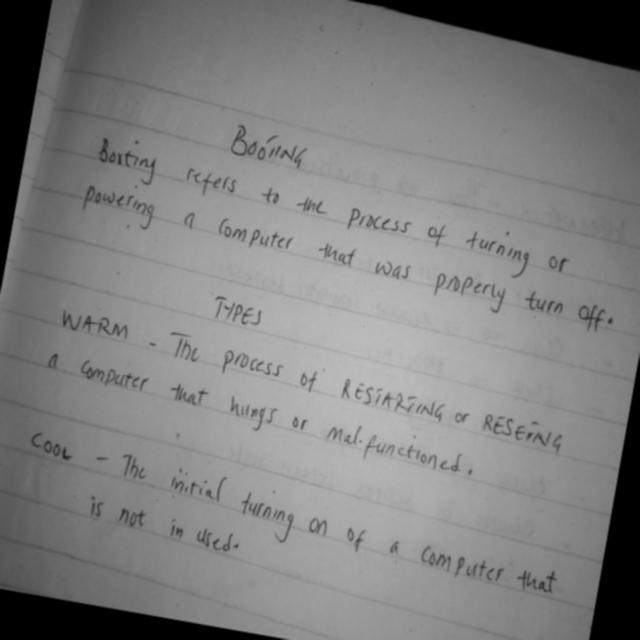 BOOTING
Booting refers to the process of turning or
powering a computer that was properly turn off.
TYPES
WARM - The process of RESTARTING or RESETING
a computer that hungs or mal-functioned.
COOL - The initial turning on of a computer that
is not in used.